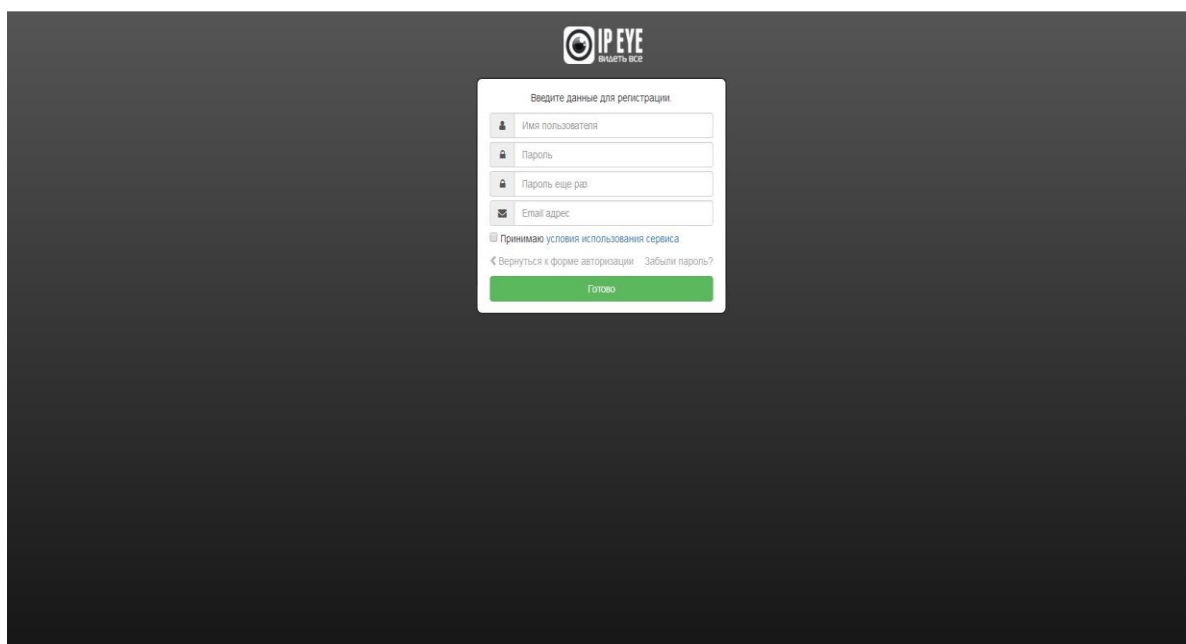 IP EYE
ВИДЕТЬ ВСЕ
Введите данные для регистрации.
Имя пользователя
Пароль
Пароль еще раз
Email адрес
Принимаю условия использования сервиса
Вернуться к форме авторизации Забыли пароль?
Готово